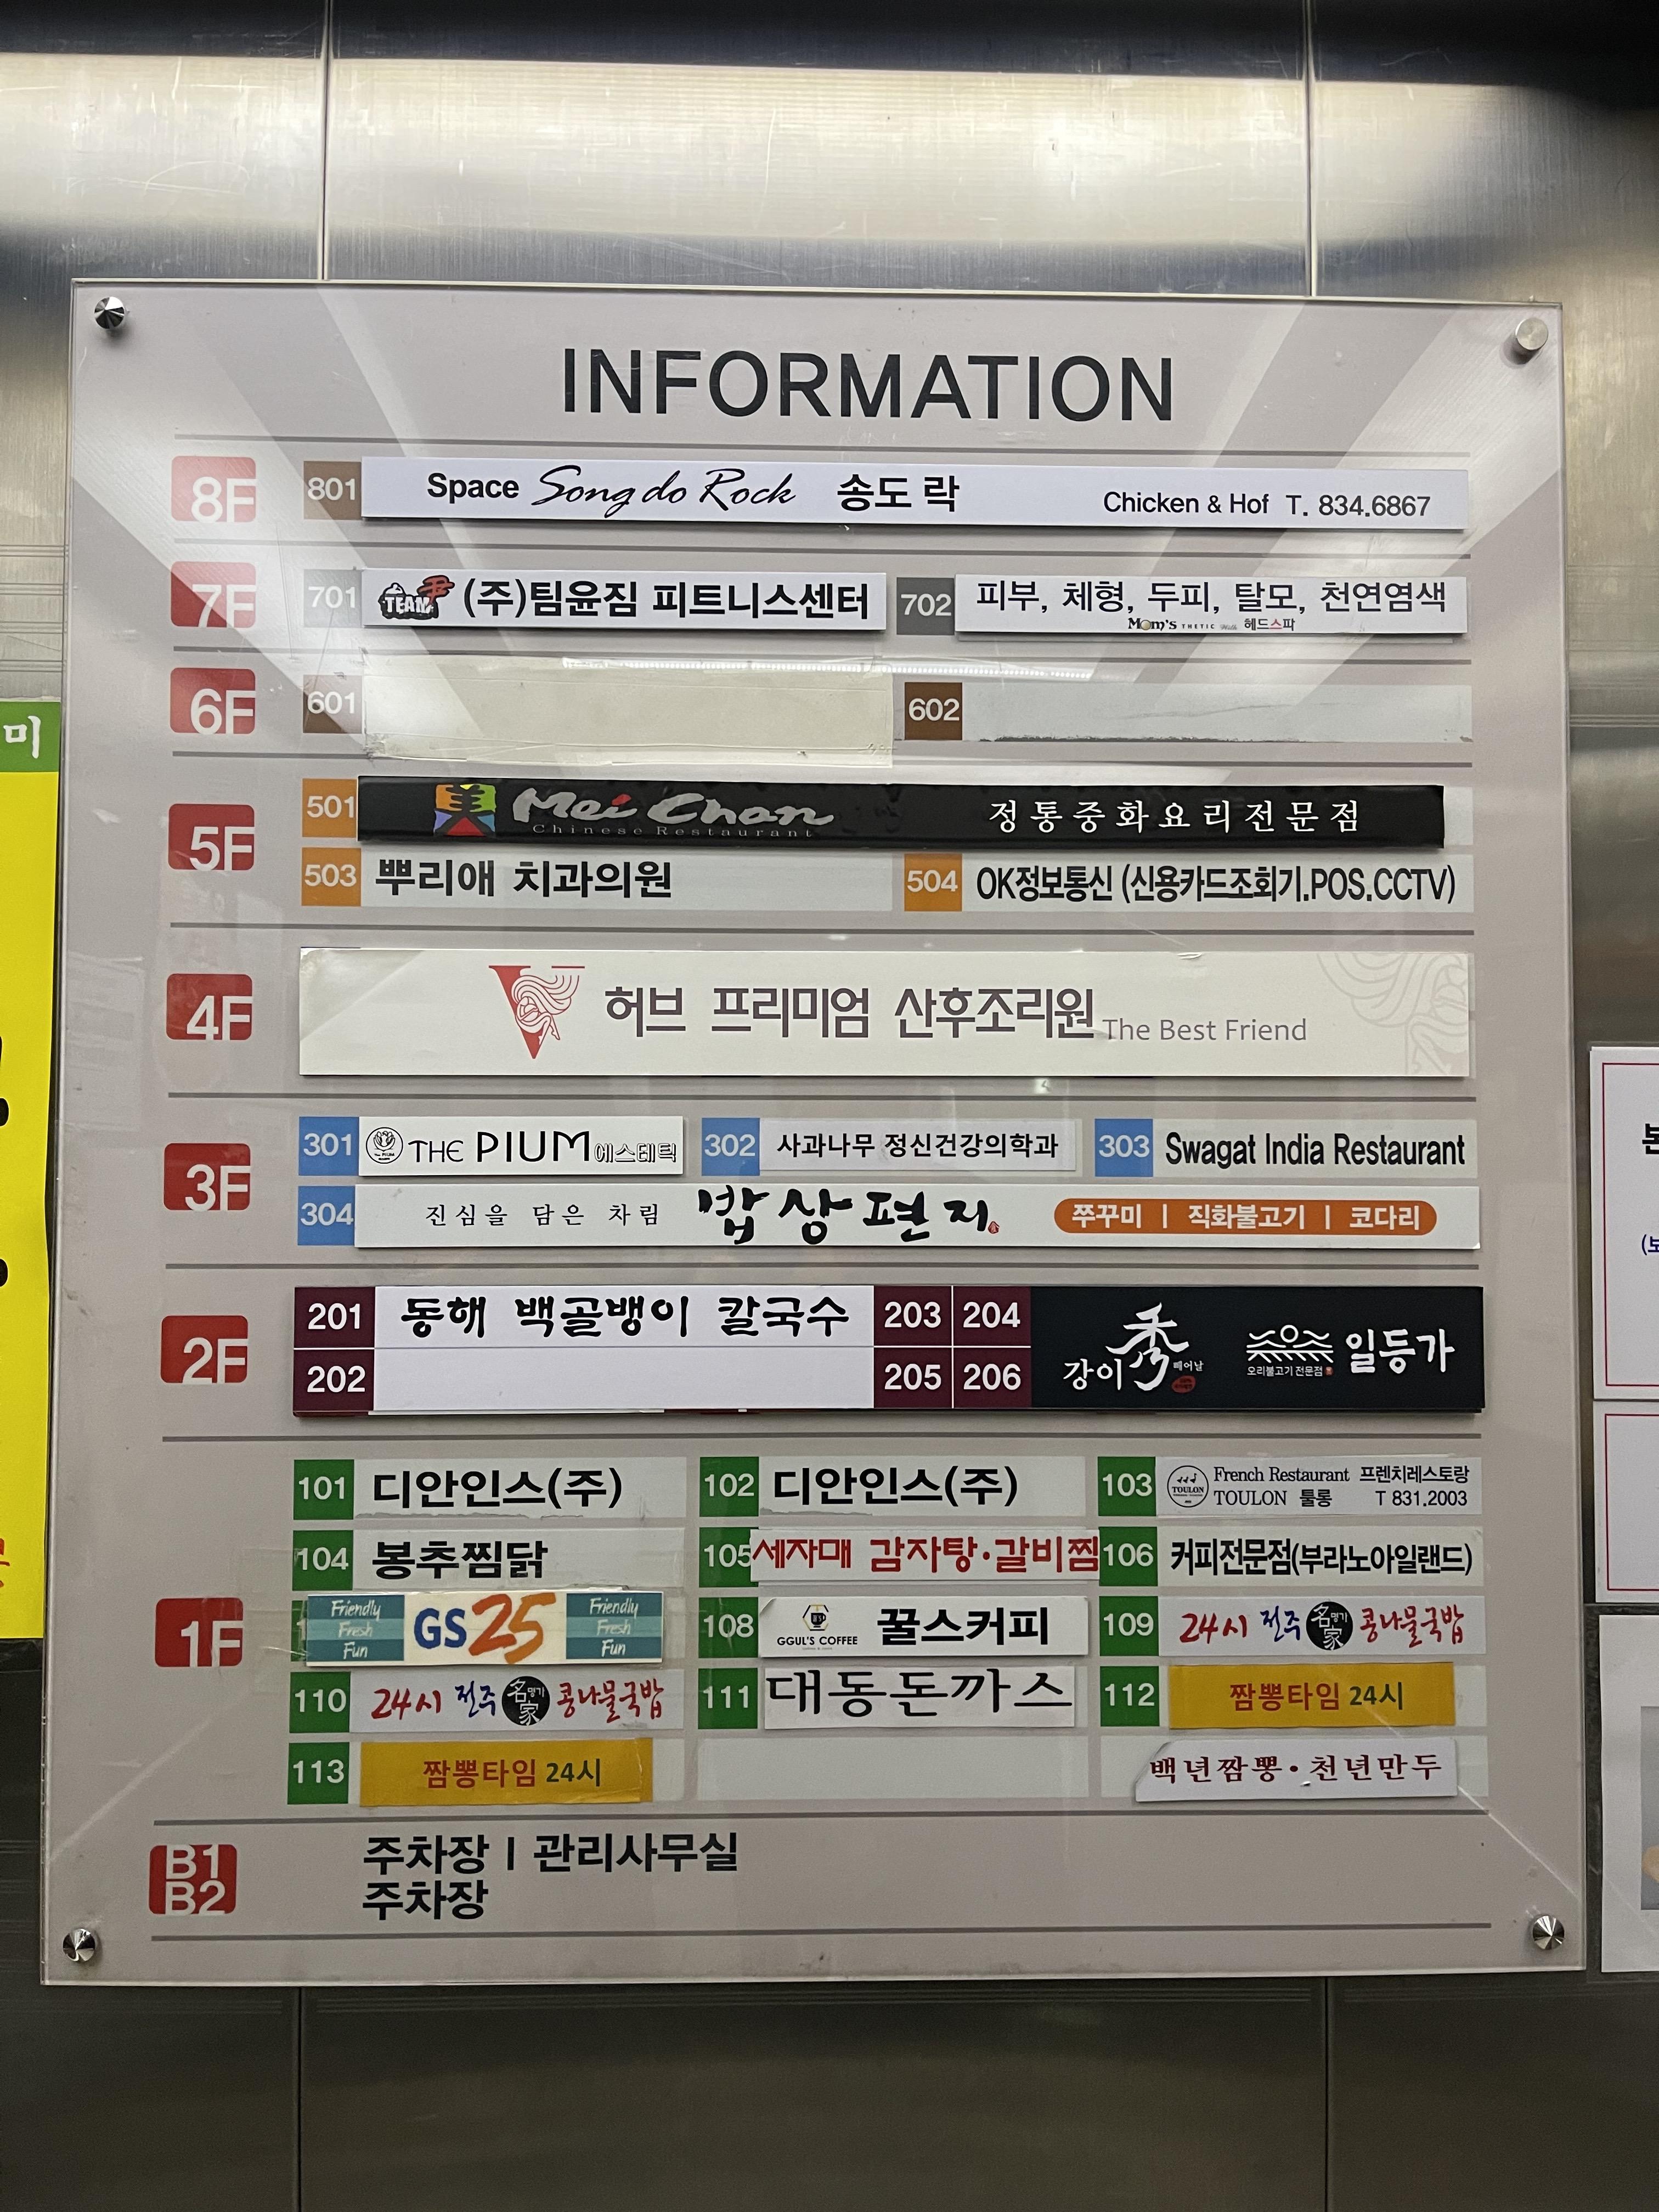 INFORMATION
8F
801 Space Songdo Rock 송도 락 Chicken & Hof T. 834.6867
7F
701 TEAM (주)팀윤짐 피트니스센터
702 피부, 체형, 두피, 탈모, 천연염색
Mom's THETIC 헤드스파
6F
601
602
5F
501 美 Mei Chan 정통중화요리전문점
Chinese Restaurant
503 뿌리애 치과의원
504 OK정보통신 (신용카드조회기.POS.CCTV)
4F
허브 프리미엄 산후조리원 The Best Friend
3F
301 THE PIUM 에스테틱
302 사과나무 정신건강의학과
303 Swagat India Restaurant
304 진심을 담은 차림 밥상편지 쭈꾸미 | 직화불고기 | 코다리
2F
201 동해 백골뱅이 칼국수
202
203 204
205 206
강이秀 빼어날
일등가
오리불고기 전문점
1F
101 디안인스(주)
102 디안인스(주)
103 TOULON French Restaurant 프렌치레스토랑
TOULON 툴롱 T 831.2003
104 봉추찜닭
105 세자매 감자탕·갈비찜
106 커피전문점(부라노아일랜드)
Friendly Fresh Fun GS25 Friendly Fresh Fun
108 GGUL'S COFFEE 꿀스커피
109 24시 전주 名家 명가 콩나물국밥
110 24시 전주 名家 명가 콩나물국밥
111 대동돈까스
112 짬뽕타임 24시
113 짬뽕타임 24시
백년짬뽕·천년만두
B1 주차장 | 관리사무실
B2 주차장
미